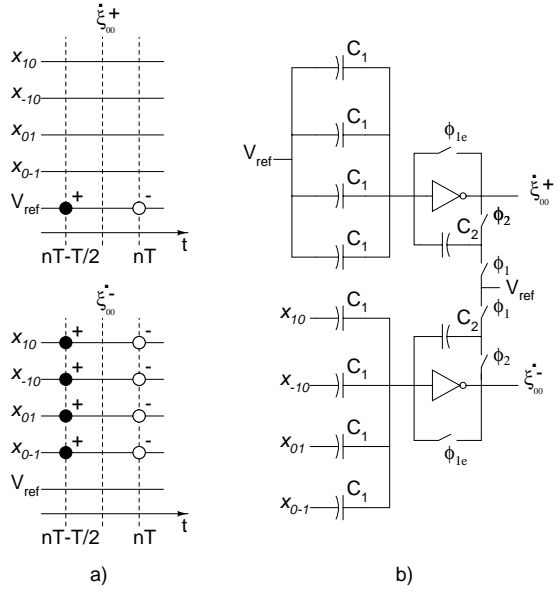 ξ̇₀₀+
x10
x-10
x01
x0-1
Vref
+ -
nT-T/2 nT t
ξ̇₀₀-
x10 + -
x-10 + -
x01 + -
x0-1 + -
Vref
nT-T/2 nT t
a)
C1
C1
C1
C1
Vref
ϕ1e
ξ̇₀₀+
ϕ2
C2
ϕ1
Vref
ϕ1
C2
ϕ2
ξ̇₀₀-
ϕ1e
x10 C1
x-10 C1
x01 C1
x0-1 C1
b)